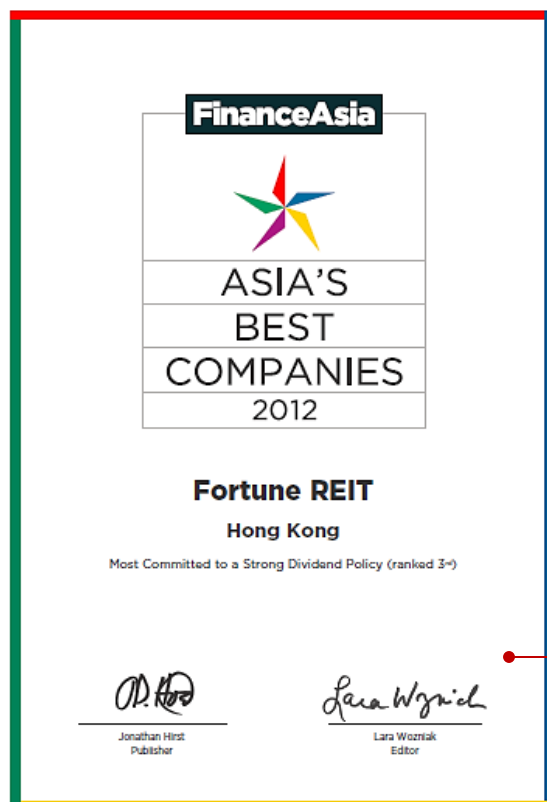 FinanceAsia
ASIA'S
BEST
COMPANIES
2012
Fortune REIT
Hong Kong
Most Committed to a Strong Dividend Policy (ranked 3rd)
Jonathan Hirst
Publisher
Lara Wozniak
Editor